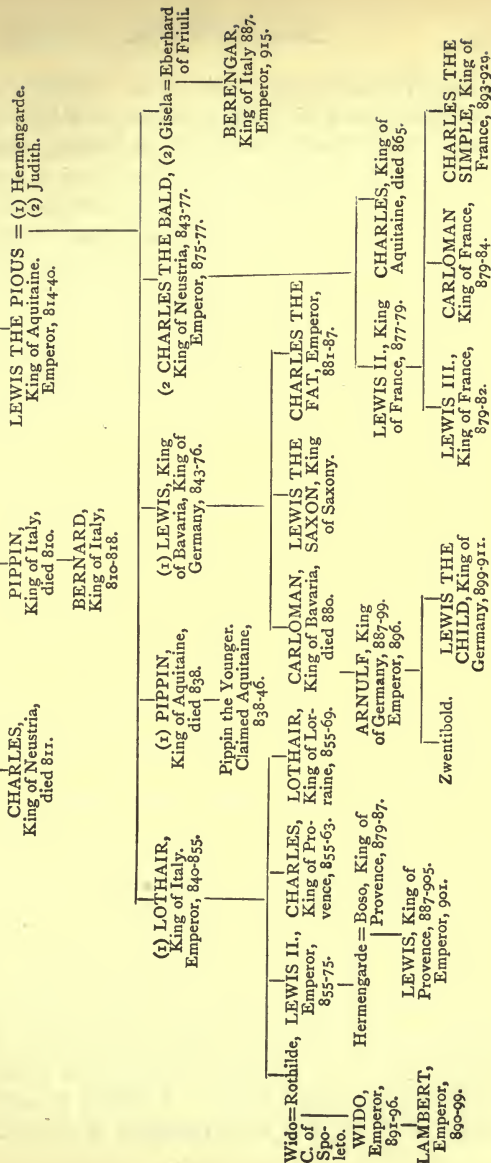 CHARLES,
King of Neustria,
died 811.
PIPPIN,
King of Italy,
died 810.
BERNARD,
King of Italy,
810-818.
LEWIS THE PIOUS = (1) Hermengarde.
King of Aquitaine. (2) Judith.
Emperor, 814-40.
(1) LOTHAIR,
King of Italy.
Emperor, 840-855.
(1) PIPPIN,
King of Aquitaine,
died 838.
Pippin the Younger.
Claimed Aquitaine,
838-46.
(1) LEWIS, King
of Bavaria, King of
Germany, 843-76.
(2 CHARLES THE BALD,
King of Neustria, 843-77.
Emperor, 875-77.
(2) Gisela = Eberhard
of Friuli.
BERENGAR,
King of Italy 887.
Emperor, 915.
Wido = Rothilde,
C. of
Spo-
leto.
WIDO,
Emperor,
891-96.
LAMBERT,
Emperor,
890-99.
LEWIS II.,
Emperor,
855-75.
Hermengarde = Boso, King of
Provence, 879-87.
LEWIS, King of
Provence, 887-905.
Emperor, 901.
CHARLES,
King of Pro-
vence, 855-63.
LOTHAIR,
King of Lor-
raine, 855-69.
CARLOMAN,
King of Bavaria,
died 880.
ARNULF, King
of Germany, 887-99.
Emperor, 896.
Zwentibold.
LEWIS THE
CHILD, King of
Germany, 899-911.
LEWIS THE
SAXON, King
of Saxony.
CHARLES THE
FAT, Emperor,
881-87.
LEWIS II., King
of France, 877-79.
CHARLES, King of
Aquitaine, died 865.
LEWIS III.,
King of France,
879-82.
CARLOMAN
King of France,
879-84.
CHARLES THE
SIMPLE, King of
France, 893-929.